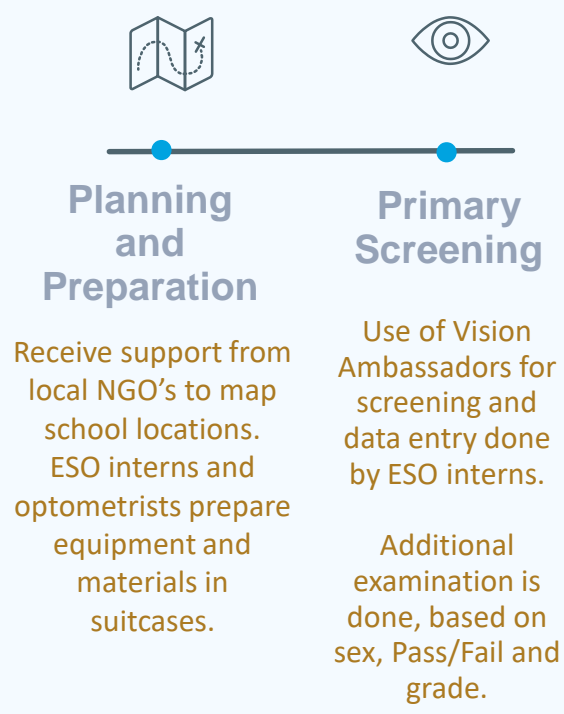 Planning
and
Preparation
Receive support from
local NGO’s to map
school locations.
ESO interns and
optometrists prepare
equipment and
materials in
suitcases.
Primary
Screening
Use of Vision
Ambassadors for
screening and
data entry done
by ESO interns.
Additional
examination is
done, based on
sex, Pass/Fail and
grade.